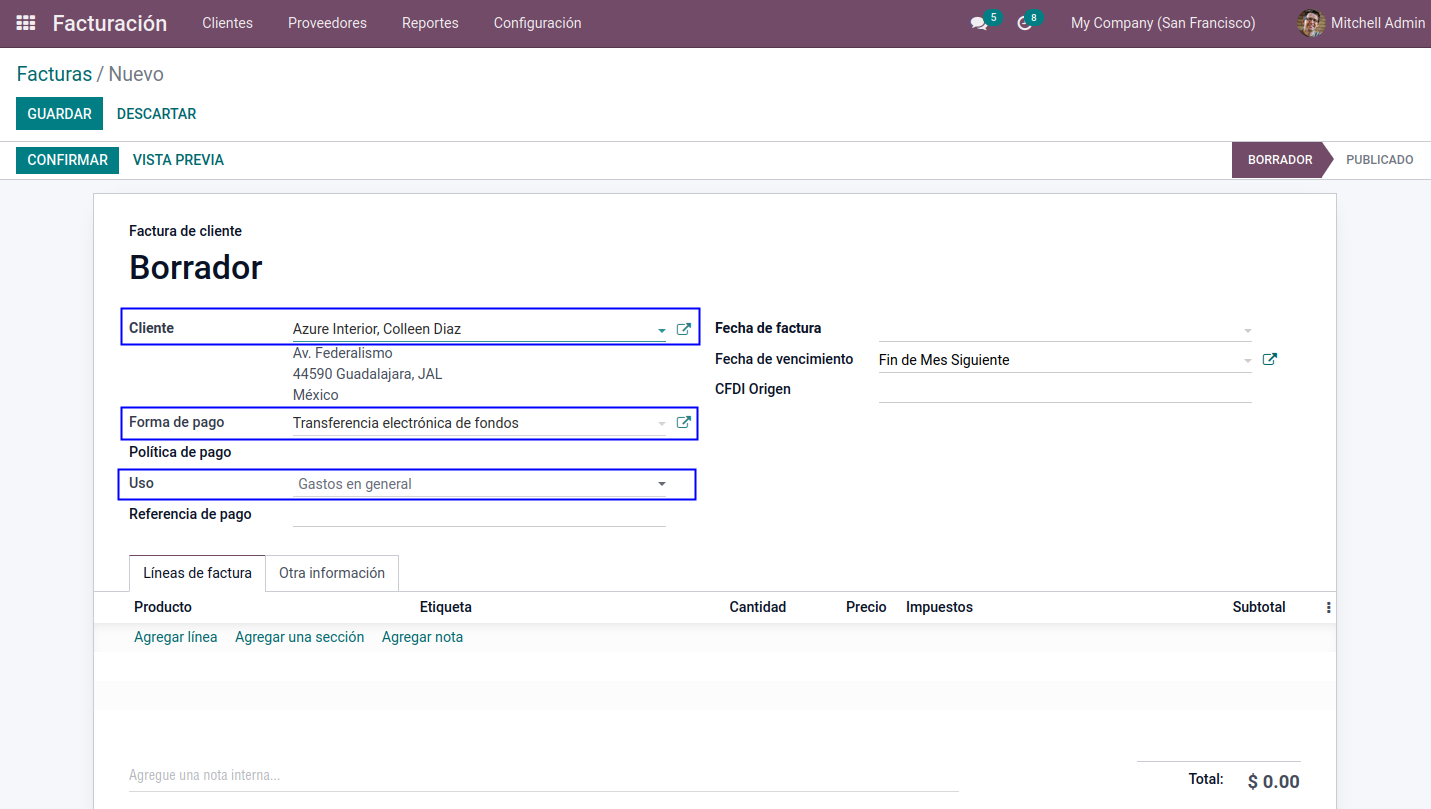 Facturación Clientes Proveedores Reportes Configuración 5 8 My Company (San Francisco) Mitchell Admin
Facturas / Nuevo
GUARDAR DESCARTAR
CONFIRMAR VISTA PREVIA BORRADOR PUBLICADO
Factura de cliente
Borrador
Cliente Azure Interior, Colleen Diaz
Av. Federalismo
44590 Guadalajara, JAL
México
Forma de pago Transferencia electrónica de fondos
Política de pago
Uso Gastos en general
Referencia de pago
Fecha de factura
Fecha de vencimiento Fin de Mes Siguiente
CFDI Origen
Líneas de factura Otra información
Producto Etiqueta Cantidad Precio Impuestos Subtotal
Agregar línea Agregar una sección Agregar nota
Agregue una nota interna...
Total: $ 0.00